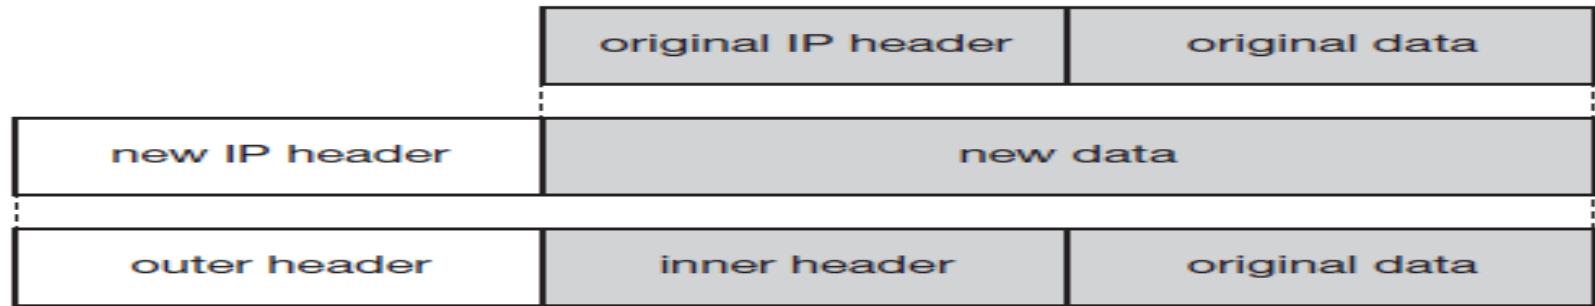 original IP header original data
new IP header new data
outer header inner header original data